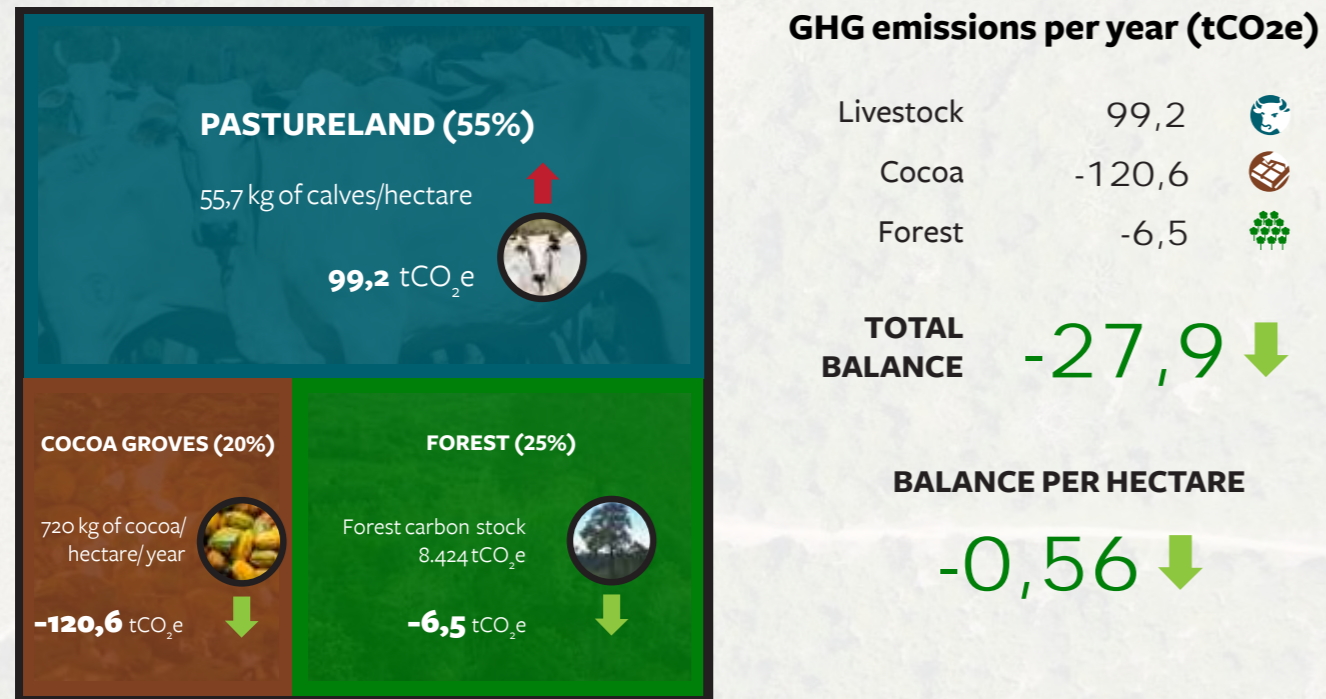 PASTURELAND (55%)
55,7 kg of calves/hectare
99,2 tCO₂e
COCOA GROVES (20%)
720 kg of cocoa/
hectare/year
-120,6 tCO₂e
FOREST (25%)
Forest carbon stock
8.424 tCO₂e
-6,5 tCO₂e
GHG emissions per year (tCO2e)
Livestock 99,2
Cocoa -120,6
Forest -6,5
TOTAL
BALANCE -27,9
BALANCE PER HECTARE
-0,56